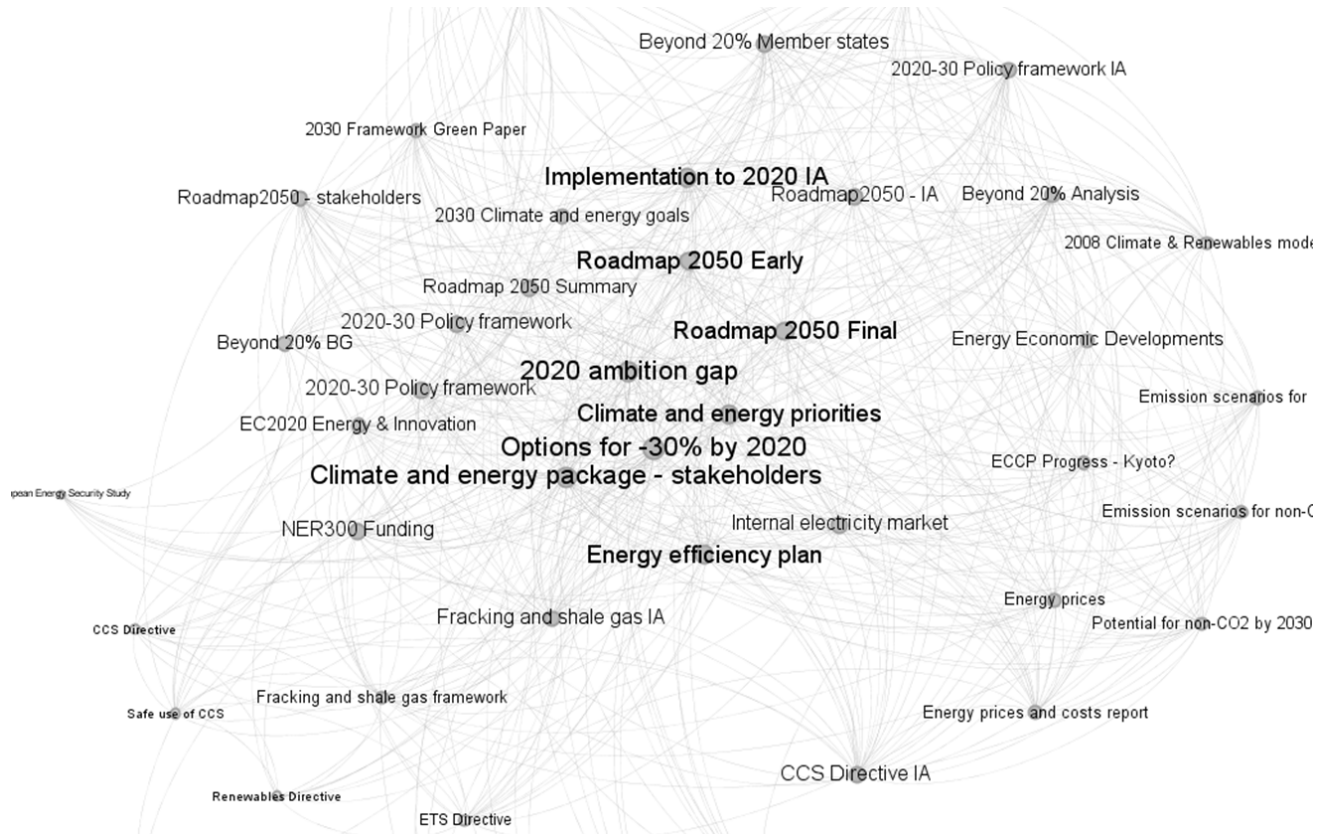 Beyond 20% Member states
2020-30 Policy framework IA
2030 Framework Green Paper
Implementation to 2020 IA
Roadmap2050 - stakeholders
Roadmap2050 - IA
Beyond 20% Analysis
2030 Climate and energy goals
2008 Climate & Renewables mode
Roadmap 2050 Early
Roadmap 2050 Summary
2020-30 Policy framework
Roadmap 2050 Final
Beyond 20% BG
Energy Economic Developments
2020 ambition gap
2020-30 Policy framework
Emission scenarios for
Climate and energy priorities
EC2020 Energy & Innovation
Options for -30% by 2020
ECCP Progress - Kyoto?
Climate and energy package - stakeholders
pean Energy Security Study
Emission scenarios for non-C
Internal electricity market
NER300 Funding
Energy efficiency plan
Energy prices
Fracking and shale gas IA
Potential for non-CO2 by 2030
CCS Directive
Fracking and shale gas framework
Safe use of CCS
Energy prices and costs report
CCS Directive IA
Renewables Directive
ETS Directive